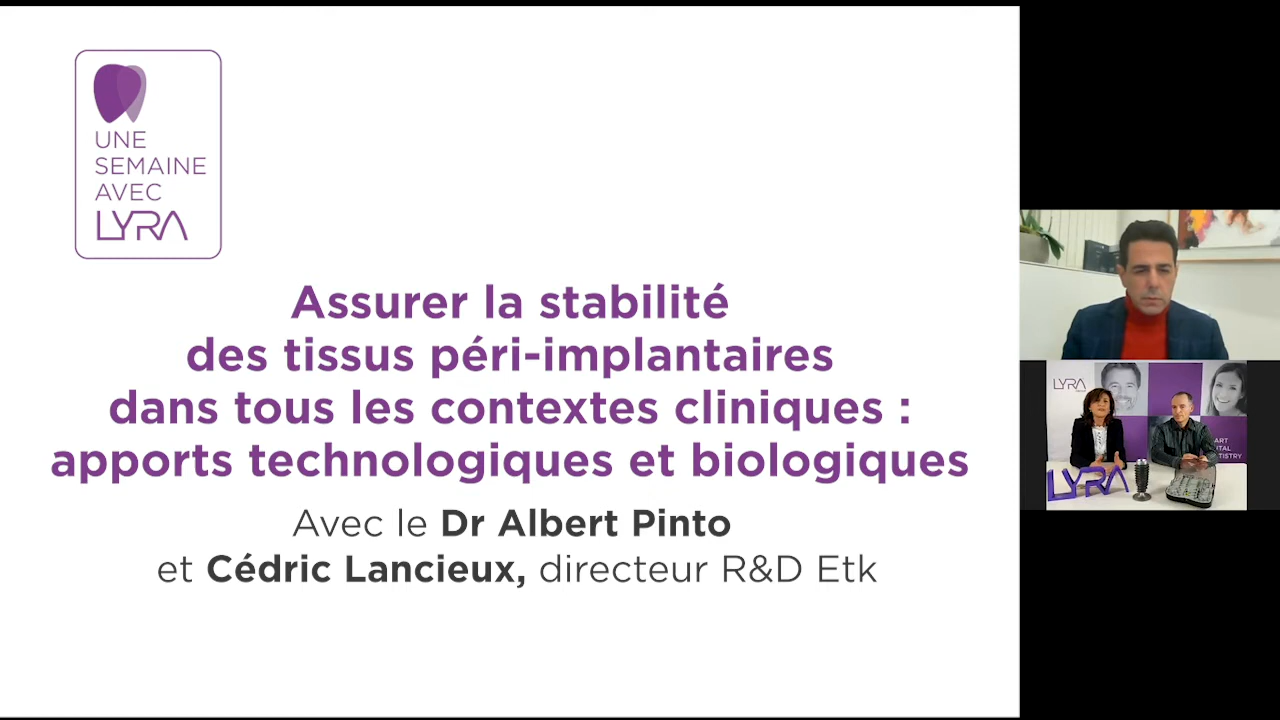 UNE
SEMAINE
AVEC
LYRA
Assurer la stabilité
des tissus péri-implantaires
dans tous les contextes cliniques :
apports technologiques et biologiques
Avec le Dr Albert Pinto
et Cédric Lancieux, directeur R&D Etk
LYRA
ART
LYRA